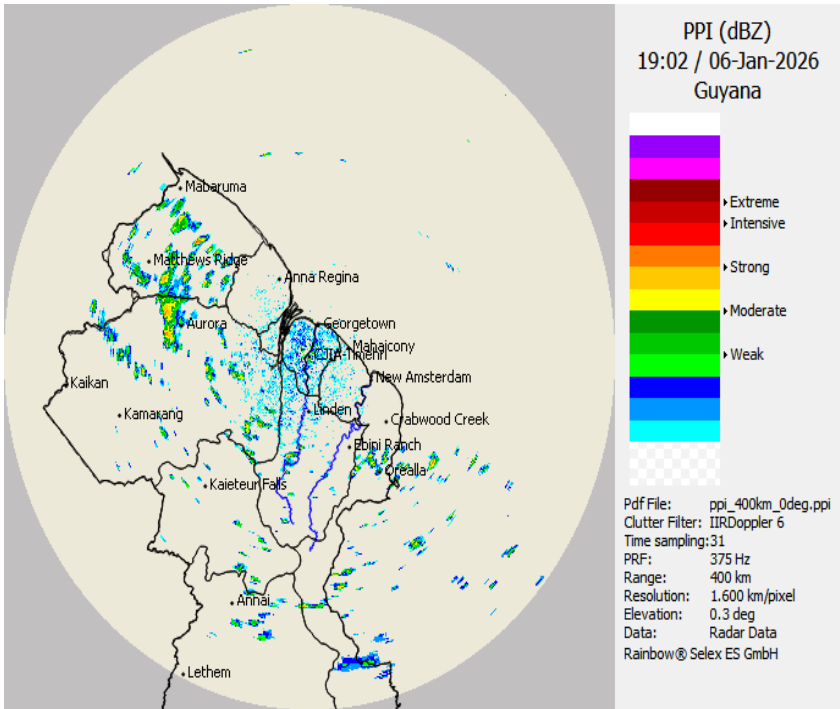 PPI (dBZ)
19:02 / 06-Jan-2026
Guyana
Extreme
Intensive
Strong
Moderate
Weak
Pdf File: ppi_400km_0deg.ppi
Clutter Filter: IIRDoppler 6
Time sampling:31
PRF: 375 Hz
Range: 400 km
Resolution: 1.600 km/pixel
Elevation: 0.3 deg
Data: Radar Data
Rainbow® Selex ES GmbH
Mabaruma
Matthews Ridge
Anna Regina
Aurora
Georgetown
Mahaicony
CJIA-Timehri
Kaikan
New Amsterdam
Kamarang
Linden
Crabwood Creek
Ebini Ranch
Orealla
Kaieteur Falls
Annai
Lethem